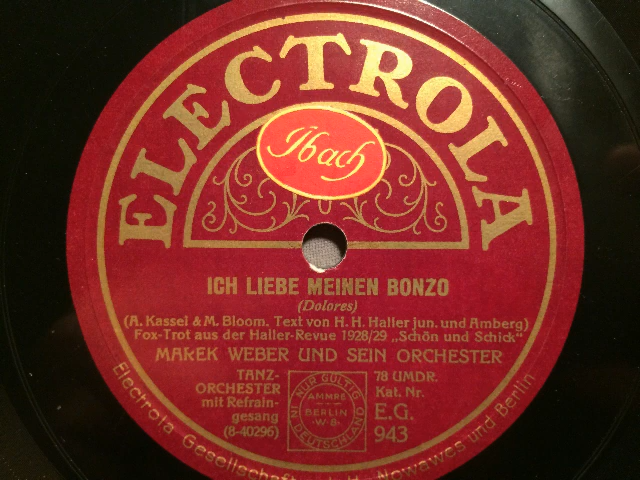 ELECTROLA
Ibach
ICH LIEBE MEINEN BONZO
(Dolores)
(A. Kassel & M. Bloom. Text von H. H. Haller jun. und Amberg)
Fox-Trot aus der Haller-Revue 1928/29 „Schön und Schick“
MAREK WEBER UND SEIN ORCHESTER
TANZ-
ORCHESTER
mit Refrain-
gesang
(8-40296)
NUR GÜLTIG
AMMRE
BERLIN
-W-8-
IN DEUTSCHLAND
78 UMDR.
Kat. Nr.
E.G.
943
Electrola Gesellschaft Nowawes und Berlin